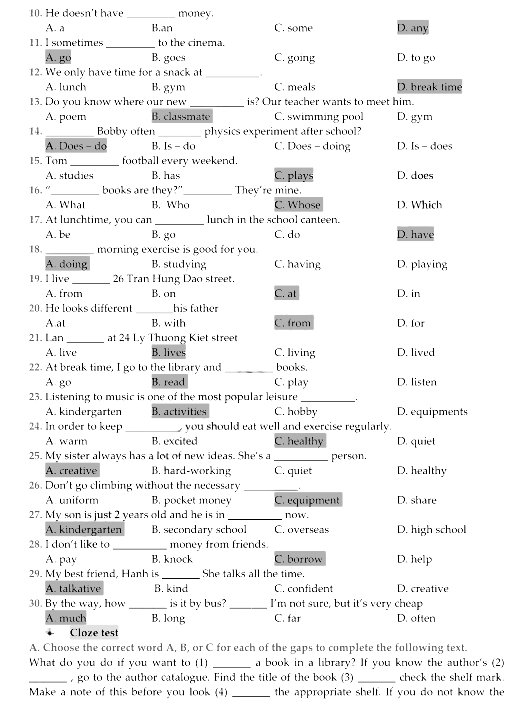 10. He doesn't have ________ money.
A. a B.an C. some D. any
11. I sometimes ________ to the cinema.
A. go B. goes C. going D. to go
12. We only have time for a snack at ________.
A. lunch B. gym C. meals D. break time
13. Do you know where our new ________ is? Our teacher wants to meet him.
A. poem B. classmate C. swimming pool D. gym
14. ________ Bobby often ________ physics experiment after school?
A. Does – do B. Is – do C. Does – doing D. Is – does
15. Tom ________ football every weekend.
A. studies B. has C. plays D. does
16. "________ books are they?"________ They're mine.
A. What B. Who C. Whose D. Which
17. At lunchtime, you can ________ lunch in the school canteen.
A. be B. go C. do D. have
18. ________ morning exercise is good for you.
A. doing B. studying C. having D. playing
19. I live ______ 26 Tran Hung Dao street.
A. from B. on C. at D. in
20. He looks different ______ his father
A.at B. with C. from D. for
21. Lan ______ at 24 Ly Thuong Kiet street
A. live B. lives C. living D. lived
22. At break time, I go to the library and ________ books.
A. go B. read C. play D. listen
23. Listening to music is one of the most popular leisure ________.
A. kindergarten B. activities C. hobby D. equipments
24. In order to keep ________, you should eat well and exercise regularly.
A. warm B. excited C. healthy D. quiet
25. My sister always has a lot of new ideas. She's a ________ person.
A. creative B. hard-working C. quiet D. healthy
26. Don't go climbing without the necessary ________.
A. uniform B. pocket money C. equipment D. share
27. My son is just 2 years old and he is in ________ now.
A. kindergarten B. secondary school C. overseas D. high school
28. I don't like to ________ money from friends.
A. pay B. knock C. borrow D. help
29. My best friend, Hanh is ______ She talks all the time.
A. talkative B. kind C. confident D. creative
30. By the way, how ______ is it by bus? ______ I'm not sure, but it's very cheap
A. much B. long C. far D. often
Cloze test
A. Choose the correct word A, B, or C for each of the gaps to complete the following text.
What do you do if you want to (1) ______ a book in a library? If you know the author's (2)
______ , go to the author catalogue. Find the title of the book (3) ______ check the shelf mark.
Make a note of this before you look (4) ______ the appropriate shelf. If you do not know the